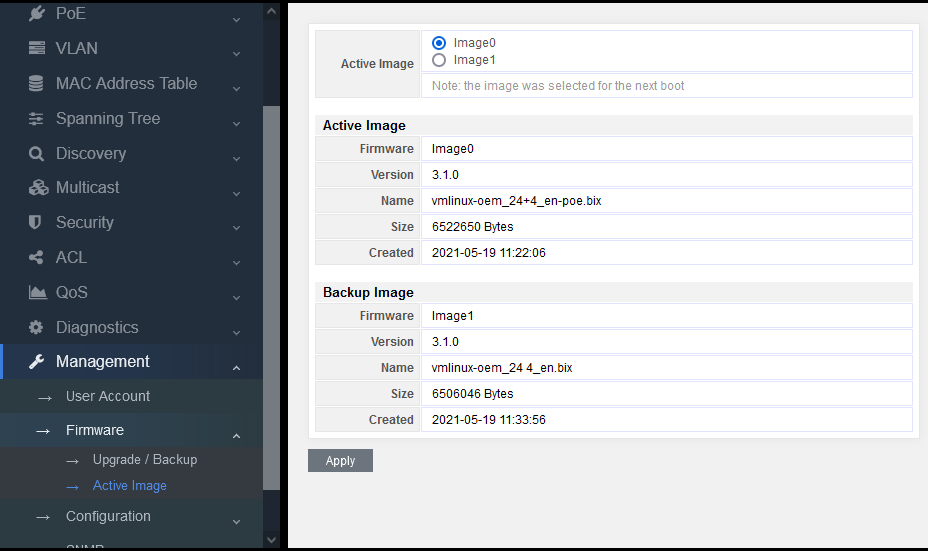 PoE
VLAN
MAC Address Table
Spanning Tree
Discovery
Multicast
Security
ACL
QoS
Diagnostics
Management
User Account
Firmware
Upgrade / Backup
Active Image
Configuration
SNMP
Active Image
Image0
Image1
Note: the image was selected for the next boot
Active Image
Firmware Image0
Version 3.1.0
Name vmlinux-oem_24+4_en-poe.bix
Size 6522650 Bytes
Created 2021-05-19 11:22:06
Backup Image
Firmware Image1
Version 3.1.0
Name vmlinux-oem_24 4_en.bix
Size 6506046 Bytes
Created 2021-05-19 11:33:56
Apply